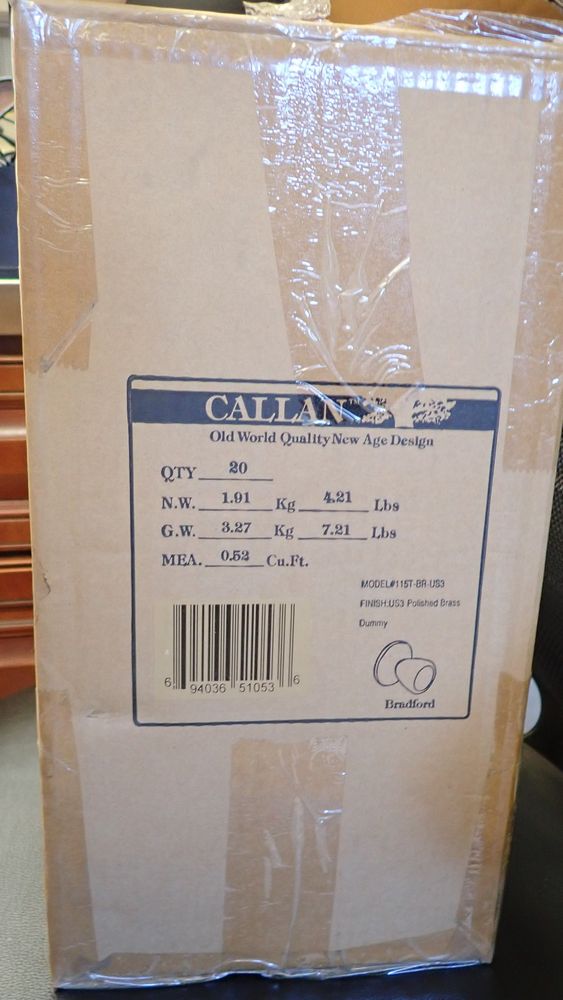 CALLAN™
Old World Quality New Age Design
QTY 20
N.W. 1.91 Kg 4.21 Lbs
G.W. 3.27 Kg 7.21 Lbs
MEA. 0.52 Cu.Ft.
MODEL#115T-BR-US3
FINISH:US3 Polished Brass
Dummy
6 94036 51053 6
Bradford